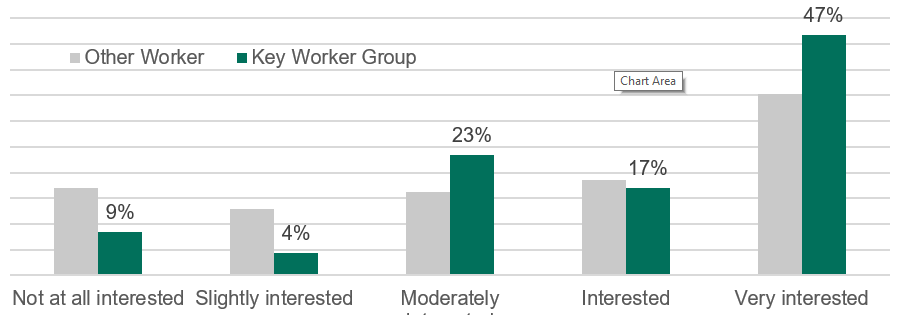 47%
Other Worker Key Worker Group
Chart Area
23%
17%
9%
4%
Not at all interested Slightly interested Moderately Interested Very interested